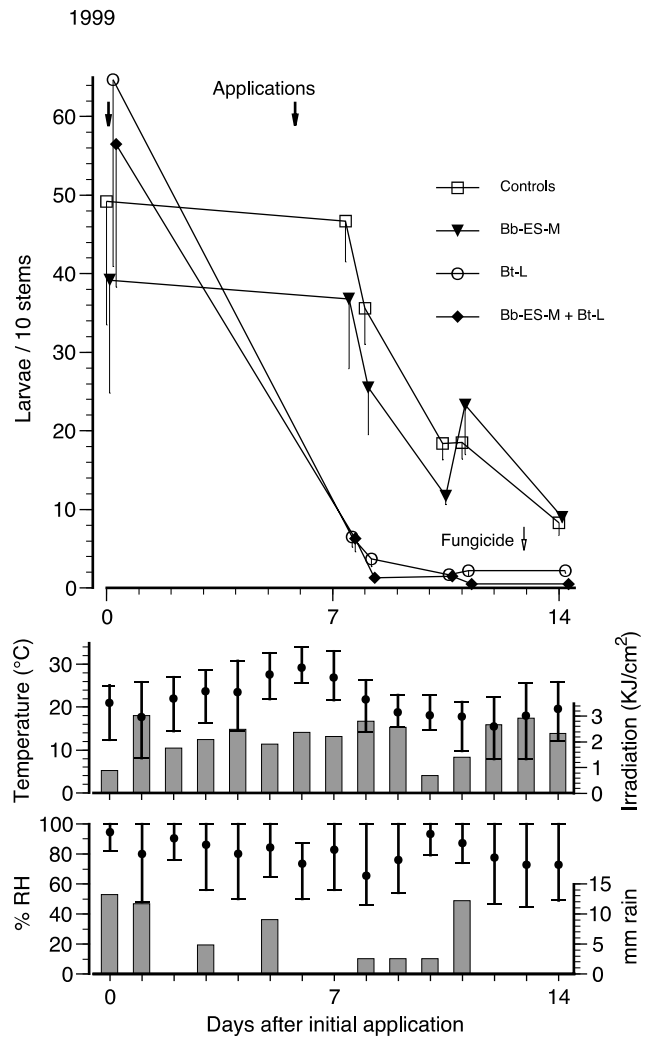 1999
Applications
60
50
40
30
20
10
0
Larvae / 10 stems
Controls
Bb-ES-M
Bt-L
Bb-ES-M + Bt-L
Fungicide
0 7 14
Temperature (°C)
30
20
10
0
3
2
1
0
Irradiation (KJ/cm²)
% RH
100
80
60
40
20
0
15
10
5
0
mm rain
0 7 14
Days after initial application